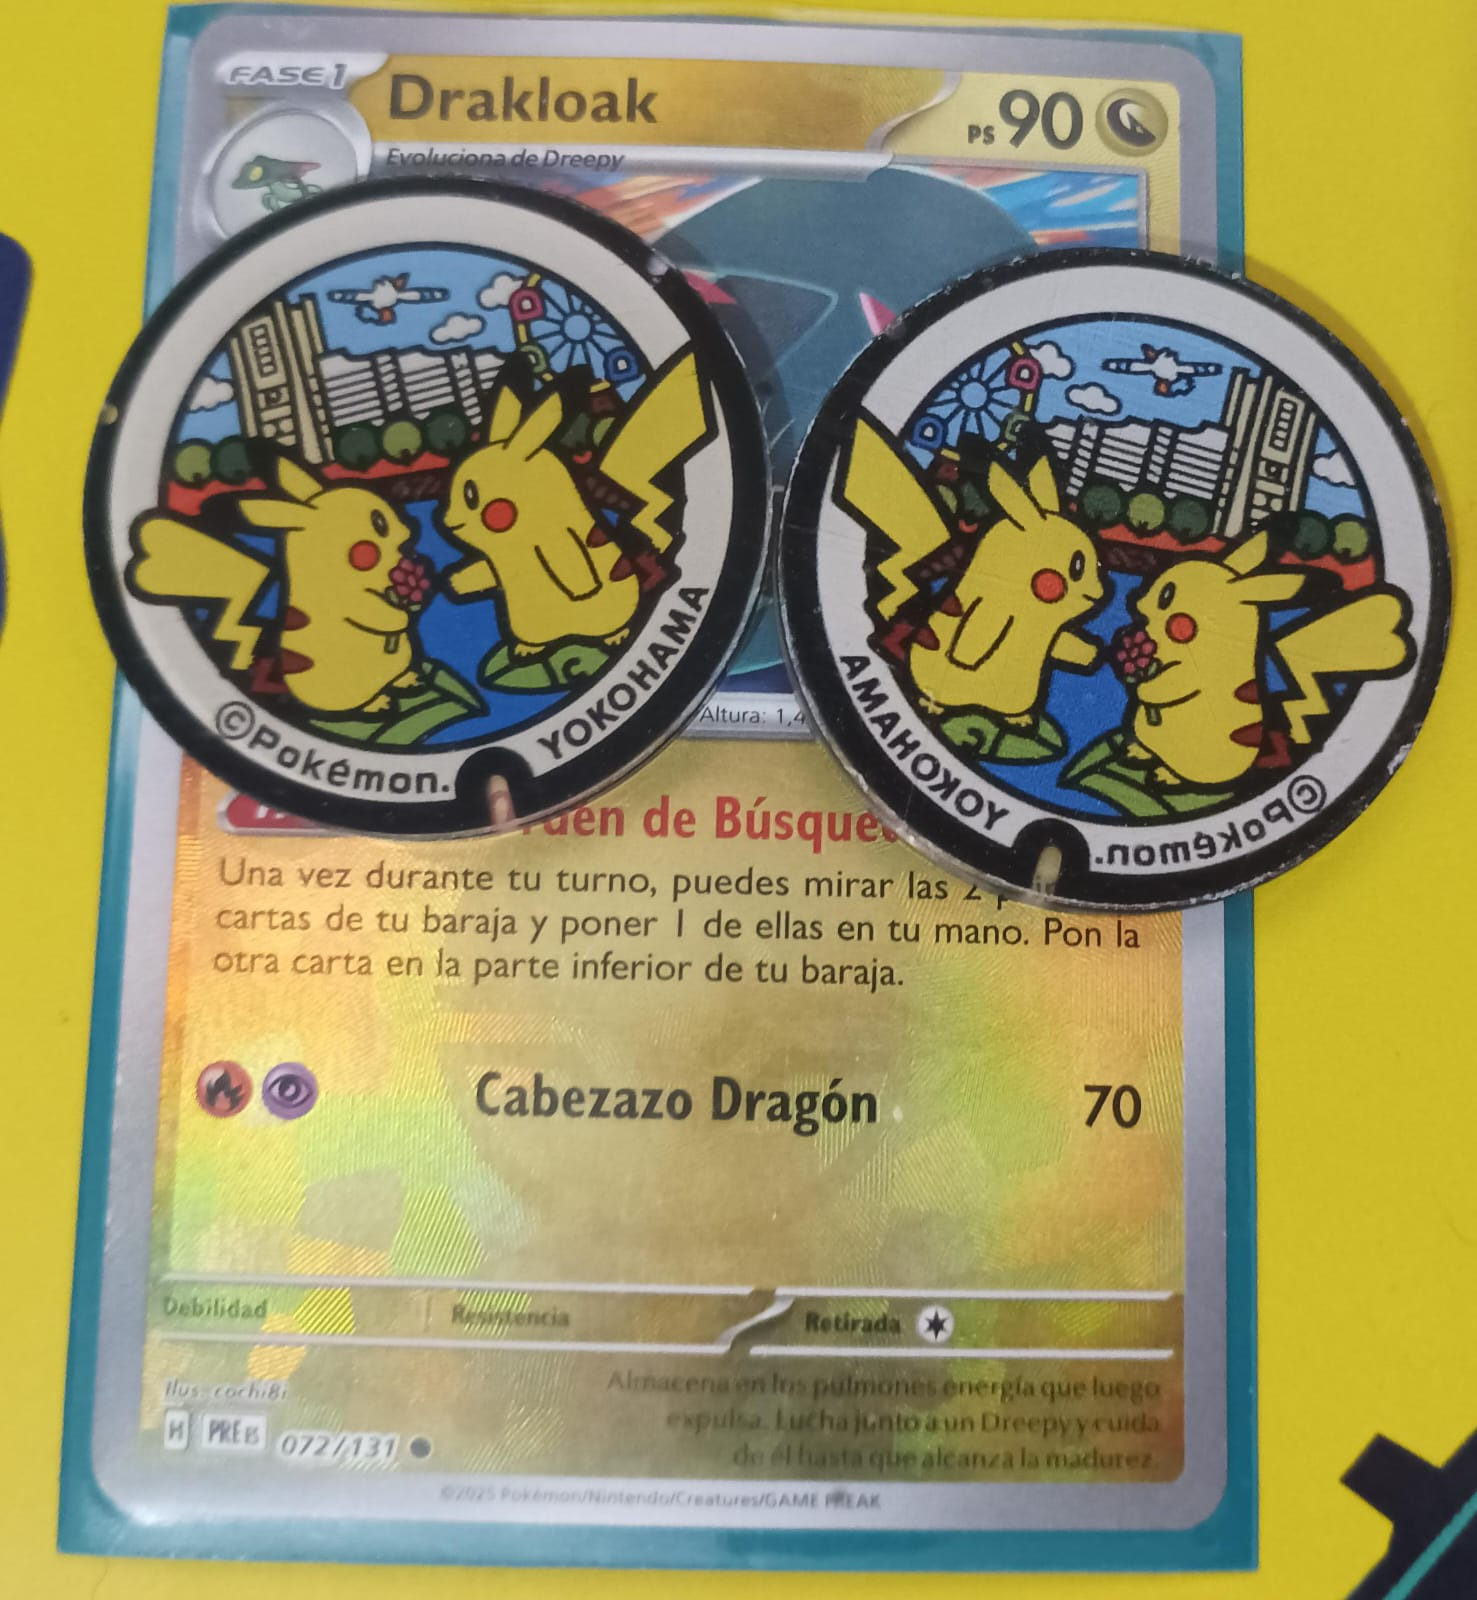 FASE 1
Drakloak
PS 90
Evoluciona de Dreepy
©Pokémon. YOKOHAMA
YOKOHAMA ©Pokémon.
Altura: 1,4
de Búsque
Una vez durante tu turno, puedes mirar las 2
cartas de tu baraja y poner 1 de ellas en tu mano. Pon la
otra carta en la parte inferior de tu baraja.
Cabezazo Dragón 70
Debilidad Resistencia Retirada
Ilus. cochi8i
Almacena en los pulmones energía que luego
expulsa. Lucha junto a un Dreepy y cuida
de él hasta que alcanza la madurez.
H PRE ES 072/131
©2025 Pokémon/Nintendo/Creatures/GAME FREAK